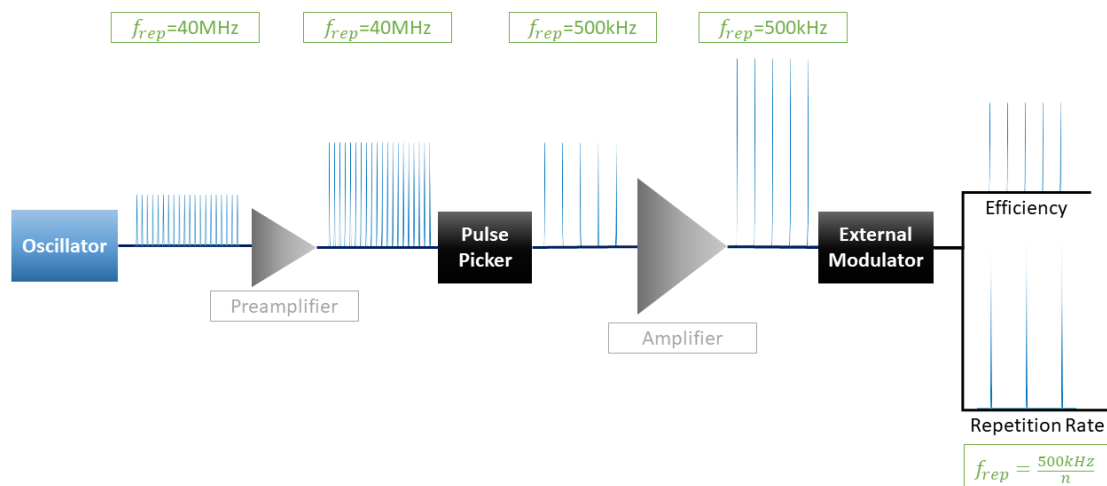 f_rep=40MHz
f_rep=40MHz
f_rep=500kHz
f_rep=500kHz
Oscillator
Preamplifier
Pulse
Picker
Amplifier
External
Modulator
Efficiency
Repetition Rate
f_rep = 500kHz/n